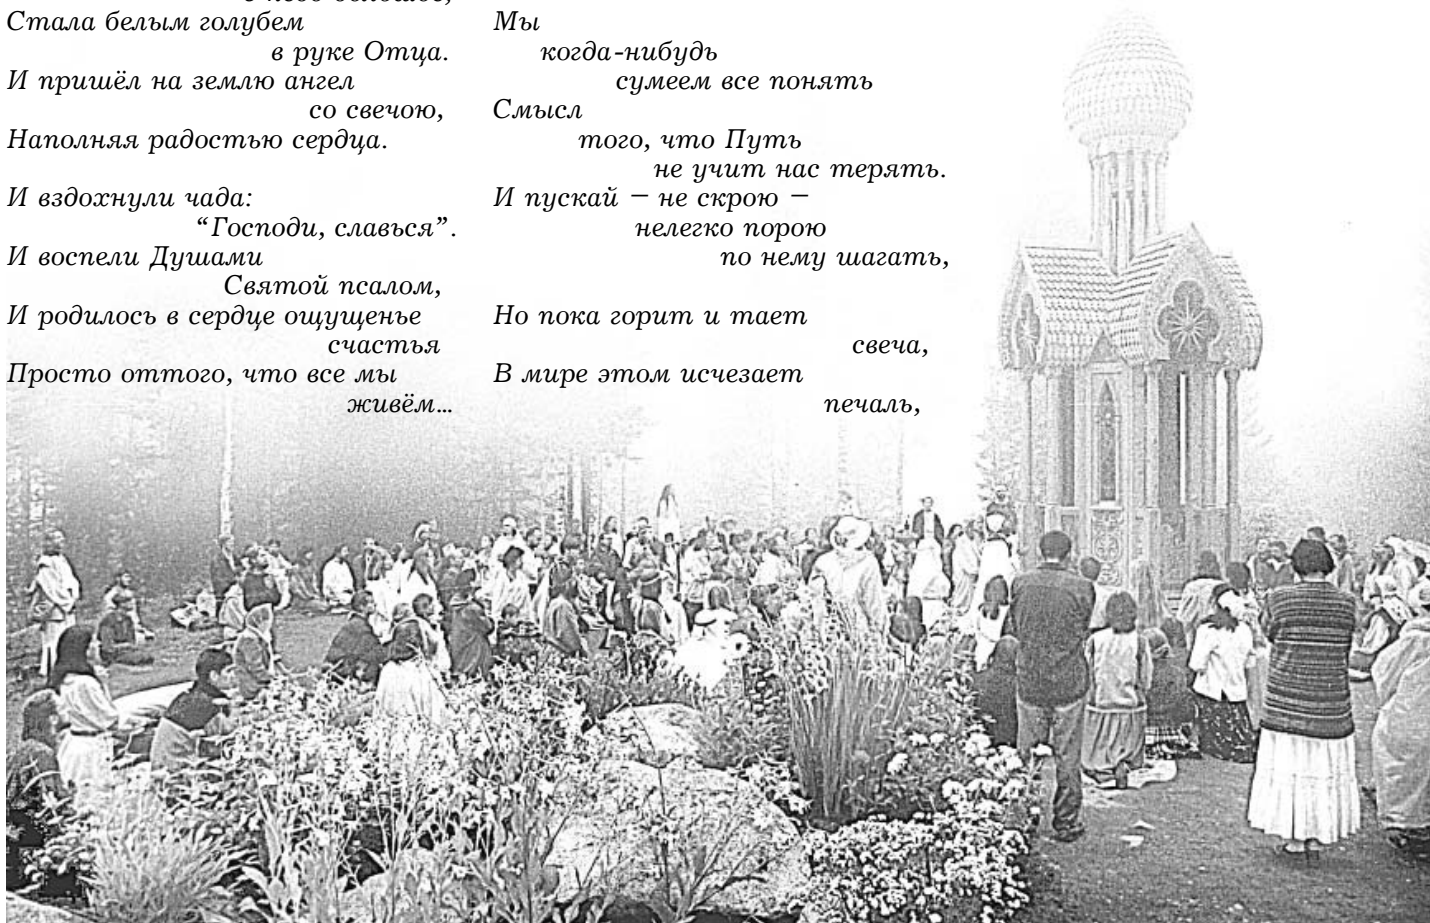 Стала белым голубем
в руке Отца.
И пришёл на землю ангел
со свечою,
Наполняя радостью сердца.
И вздохнули чада:
“Господи, славься”.
И воспели Душами
Святой псалом,
И родилось в сердце ощущенье
счастья
Просто оттого, что все мы
живём...
Мы
когда-нибудь
сумеем все понять
Смысл
того, что Путь
не учит нас терять.
И пускай – не скрою –
нелегко порою
по нему шагать,
Но пока горит и тает
свеча,
В мире этом исчезает
печаль,